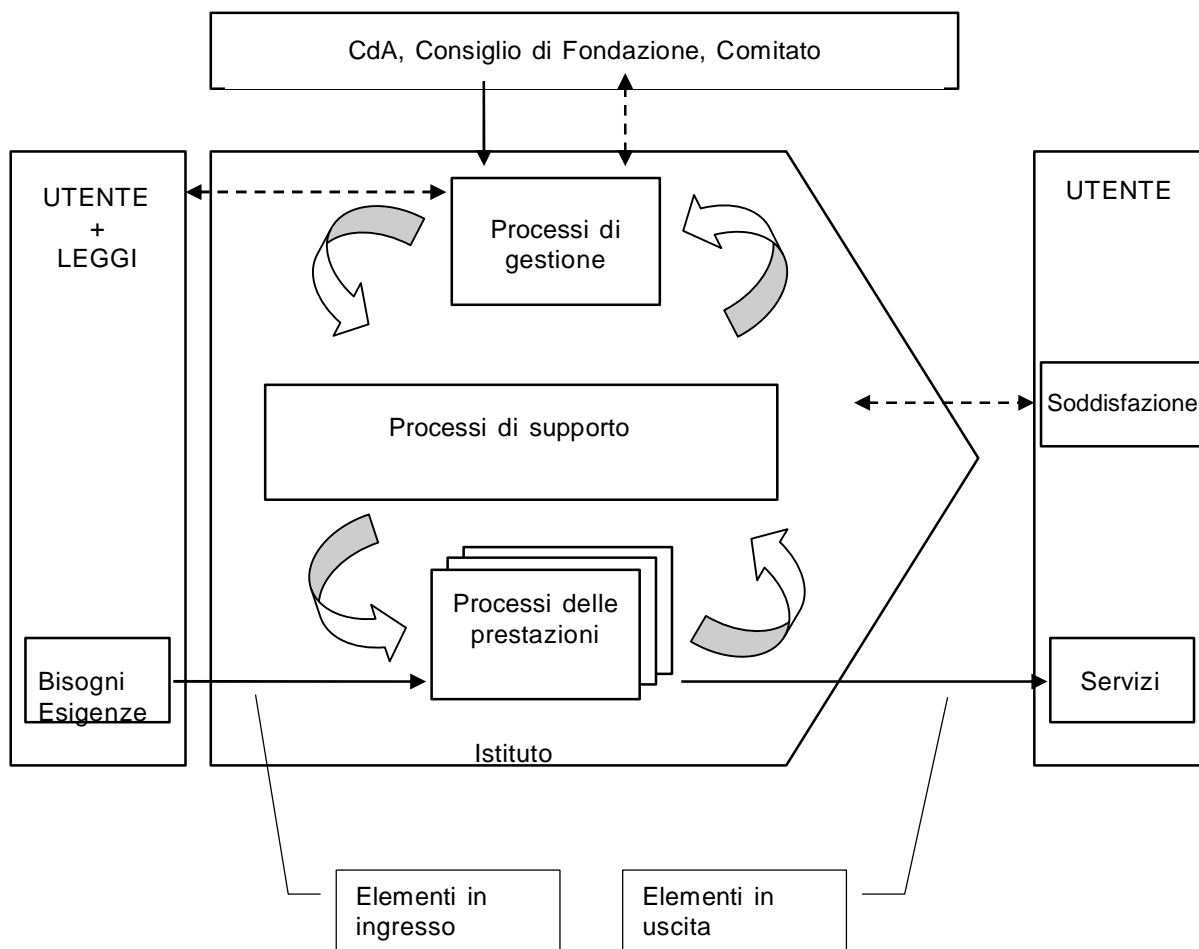 CdA, Consiglio di Fondazione, Comitato
UTENTE
+
LEGGI
Processi di
gestione
UTENTE
Soddisfazione
Processi di supporto
Processi delle
prestazioni
Bisogni
Esigenze
Servizi
Istituto
Elementi in
ingresso
Elementi in
uscita